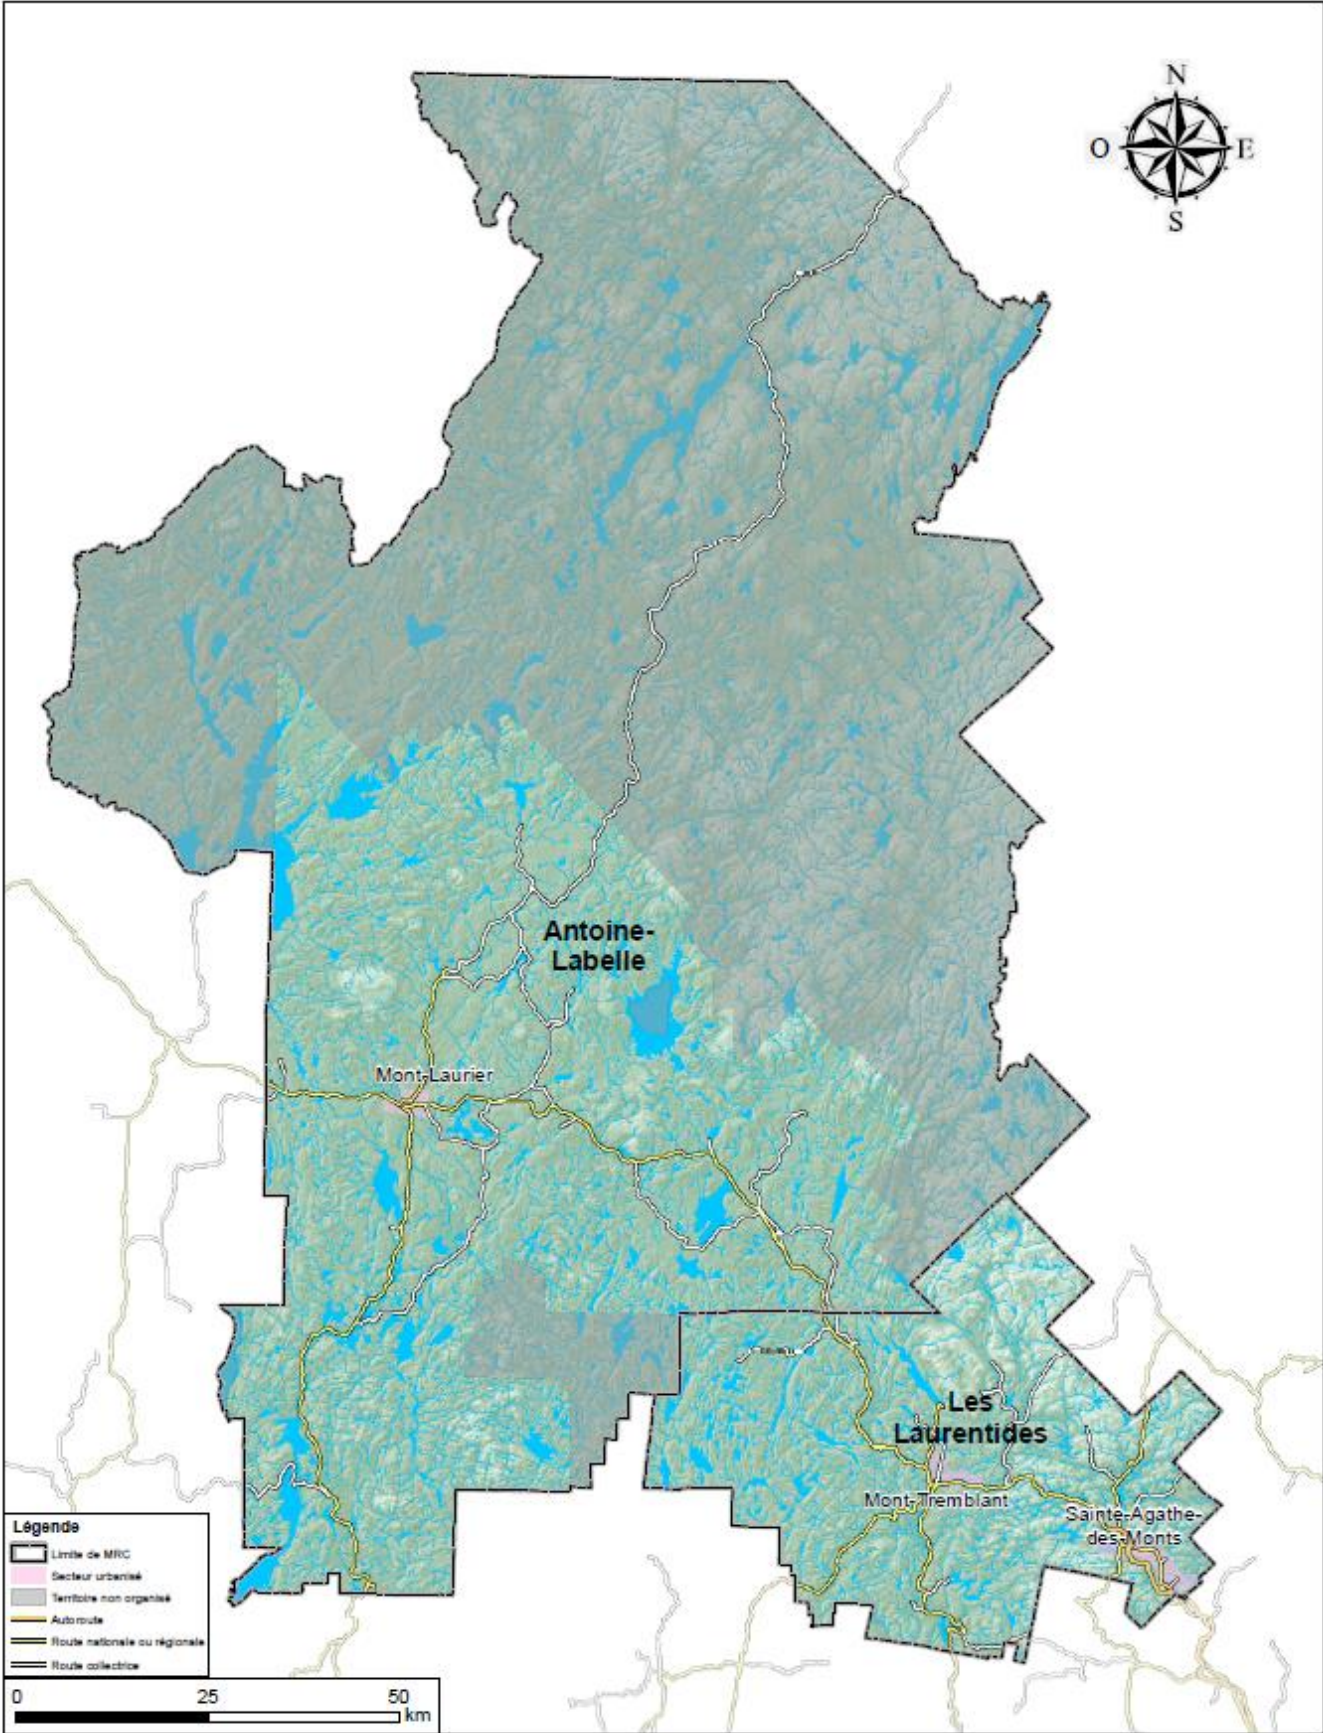 N
O
E
S
Antoine-
Labelle
Mont-Laurier
Les
Laurentides
Mont-Tremblant
Sainte-Agathe-
des-Monts
Légende
Limite de MRC
Secteur urbanisé
Territoire non organisé
Autoroute
Route nationale ou régionale
Route collectrice
0 25 50
km